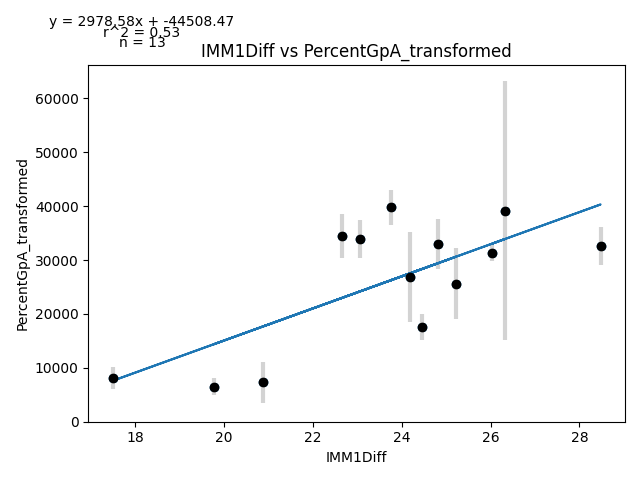 y = 2978.58x + -44508.47
r^2 = 0.53
n = 13
IMM1Diff vs PercentGpA_transformed
60000
50000
40000
30000
20000
10000
0
PercentGpA_transformed
18 20 22 24 26 28
IMM1Diff